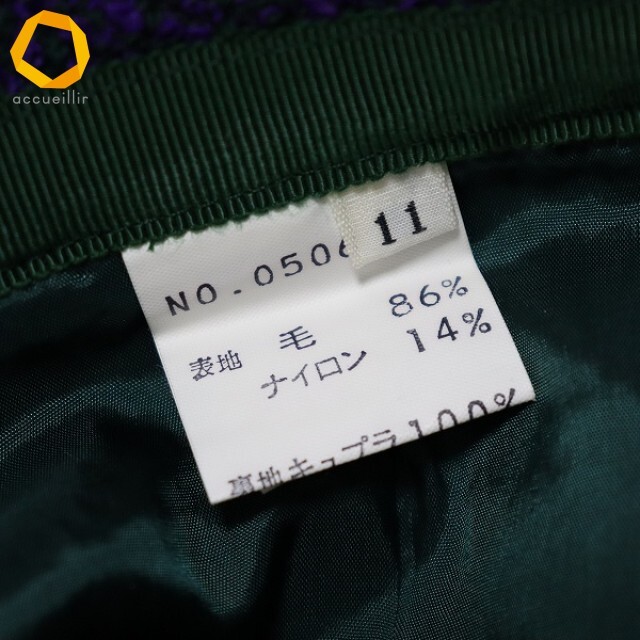 accueillir
11
NO.0506
表地 毛 86%
ナイロン 14%
裏地キュプラ100%